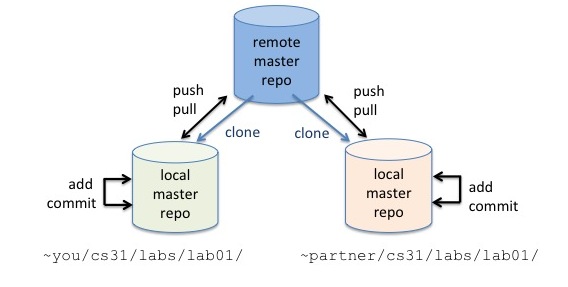 remote
master
repo
push
pull
push
pull
clone
clone
local
master
repo
local
master
repo
add
commit
add
commit
~you/cs31/labs/lab01/
~partner/cs31/labs/lab01/